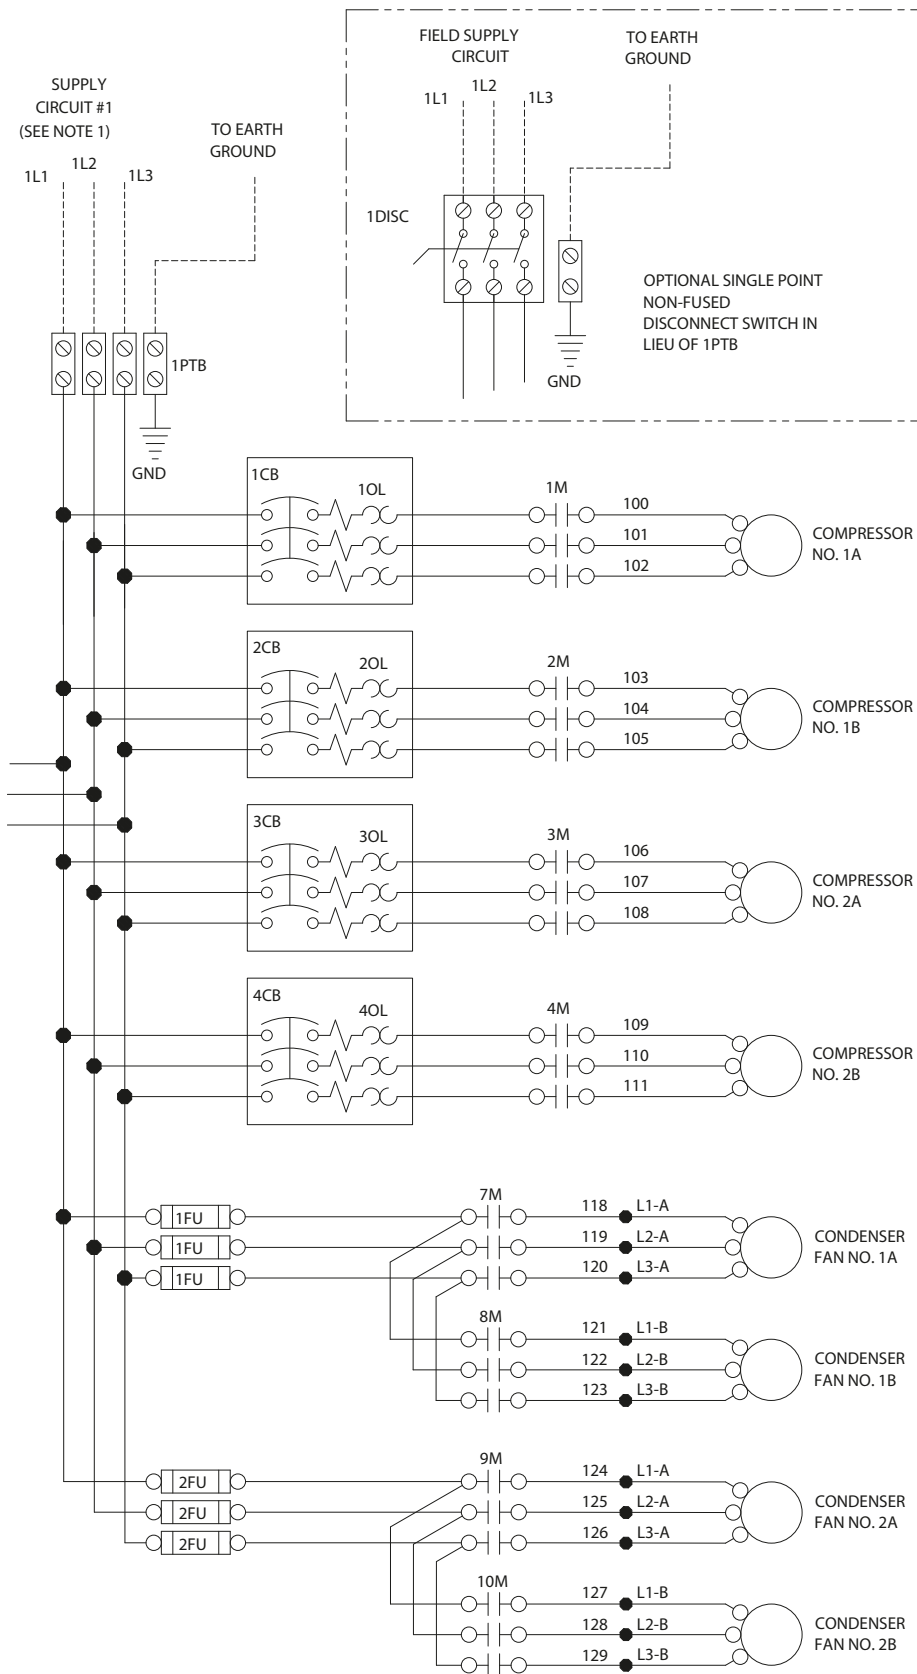 FIELD SUPPLY
CIRCUIT
TO EARTH
GROUND
1L1
1L2
1L3
1DISC
OPTIONAL SINGLE POINT
NON-FUSED
DISCONNECT SWITCH IN
LIEU OF 1PTB
GND
SUPPLY
CIRCUIT #1
(SEE NOTE 1)
TO EARTH
GROUND
1L1
1L2
1L3
1PTB
GND
1CB
1OL
1M
100
101
102
COMPRESSOR
NO. 1A
2CB
2OL
2M
103
104
105
COMPRESSOR
NO. 1B
3CB
3OL
3M
106
107
108
COMPRESSOR
NO. 2A
4CB
4OL
4M
109
110
111
COMPRESSOR
NO. 2B
1FU
1FU
1FU
7M
118 L1-A
119 L2-A
120 L3-A
CONDENSER
FAN NO. 1A
8M
121 L1-B
122 L2-B
123 L3-B
CONDENSER
FAN NO. 1B
2FU
2FU
2FU
9M
124 L1-A
125 L2-A
126 L3-A
CONDENSER
FAN NO. 2A
10M
127 L1-B
128 L2-B
129 L3-B
CONDENSER
FAN NO. 2B